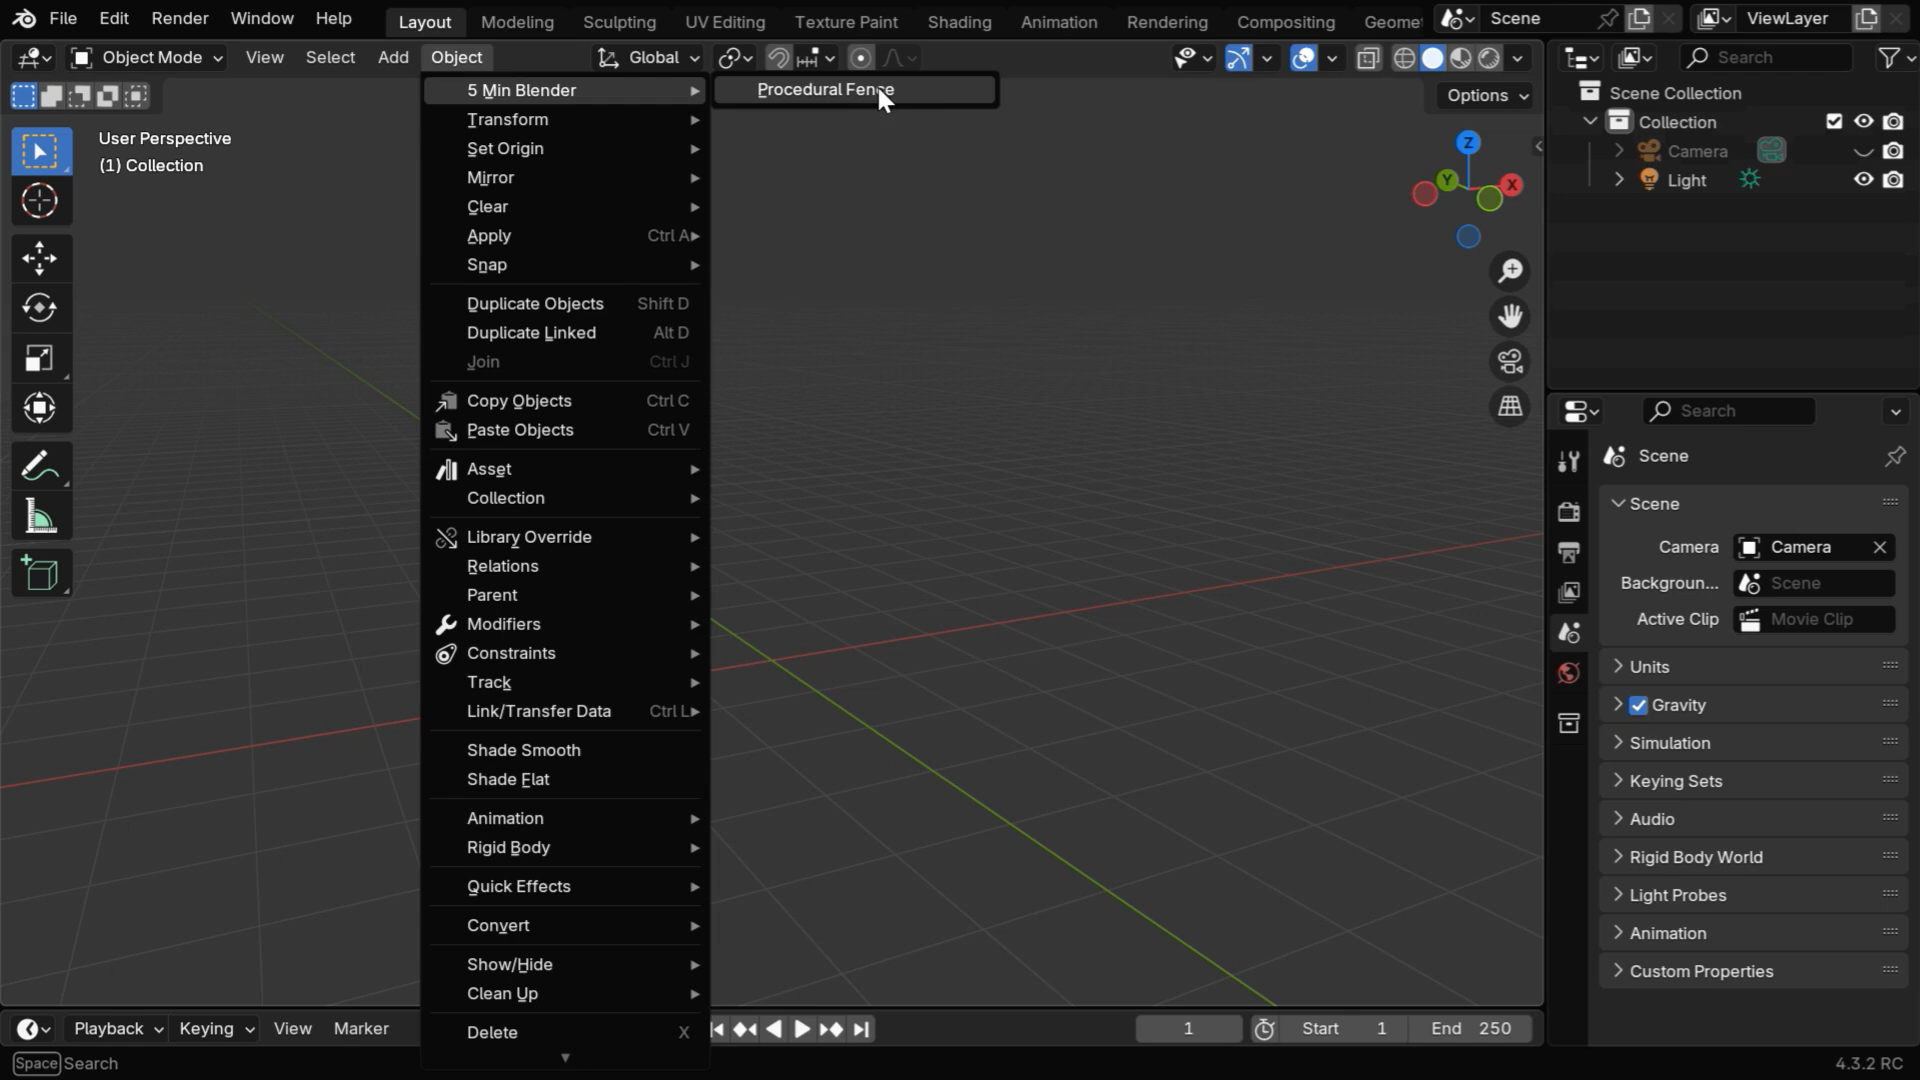 File Edit Render Window Help Layout Modeling Sculpting UV Editing Texture Paint Shading Animation Rendering Compositing Geome Scene ViewLayer
Object Mode View Select Add Object Global Search
Options
User Perspective
(1) Collection
5 Min Blender
Procedural Fence
Transform
Set Origin
Mirror
Clear
Apply Ctrl A
Snap
Duplicate Objects Shift D
Duplicate Linked Alt D
Join Ctrl J
Copy Objects Ctrl C
Paste Objects Ctrl V
Asset
Collection
Library Override
Relations
Parent
Modifiers
Constraints
Track
Link/Transfer Data Ctrl L
Shade Smooth
Shade Flat
Animation
Rigid Body
Quick Effects
Convert
Show/Hide
Clean Up
Delete X
Z
Y
X
Scene Collection
Collection
Camera
Light
Search
Scene
Scene
Camera Camera
Backgroun... Scene
Active Clip Movie Clip
Units
Gravity
Simulation
Keying Sets
Audio
Rigid Body World
Light Probes
Animation
Custom Properties
Playback Keying View Marker 1 Start 1 End 250
Space Search 4.3.2 RC